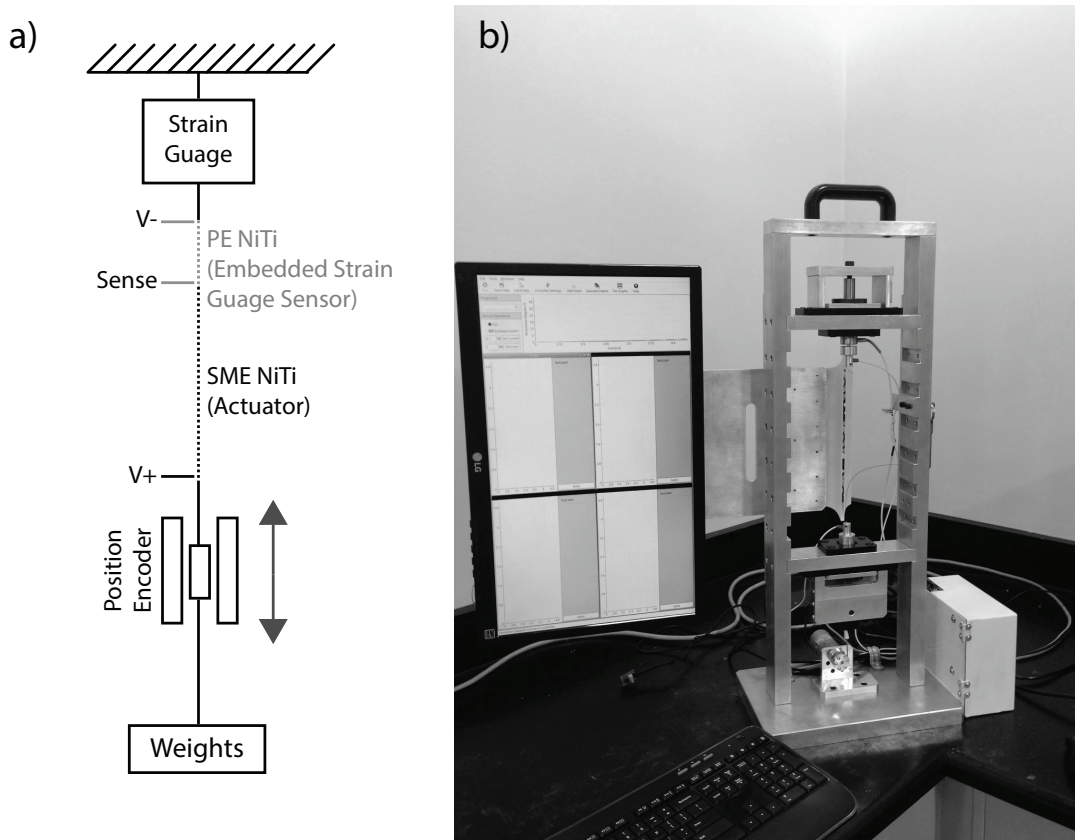 a)
Strain
Guage
V-
PE NiTi
(Embedded Strain
Guage Sensor)
Sense
SME NiTi
(Actuator)
V+
Position
Encoder
Weights
b)
LG